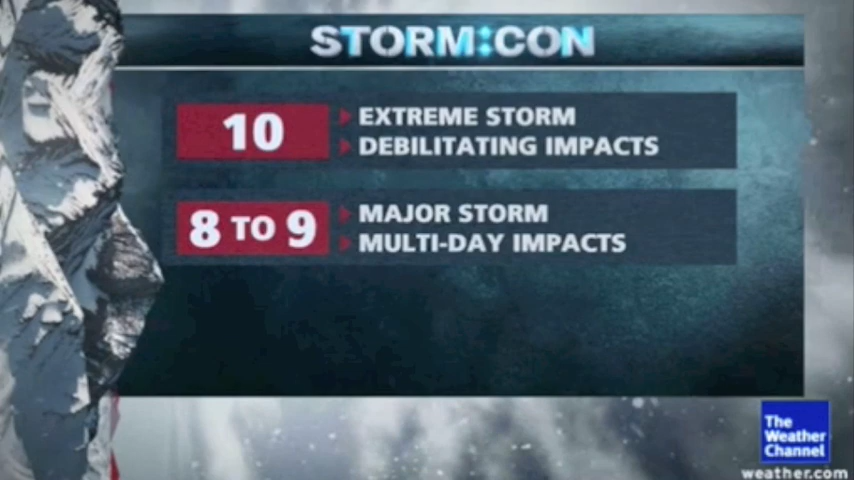 STORM:CON
10
EXTREME STORM
DEBILITATING IMPACTS
8 TO 9
MAJOR STORM
MULTI-DAY IMPACTS
The
Weather
Channel
weather.com